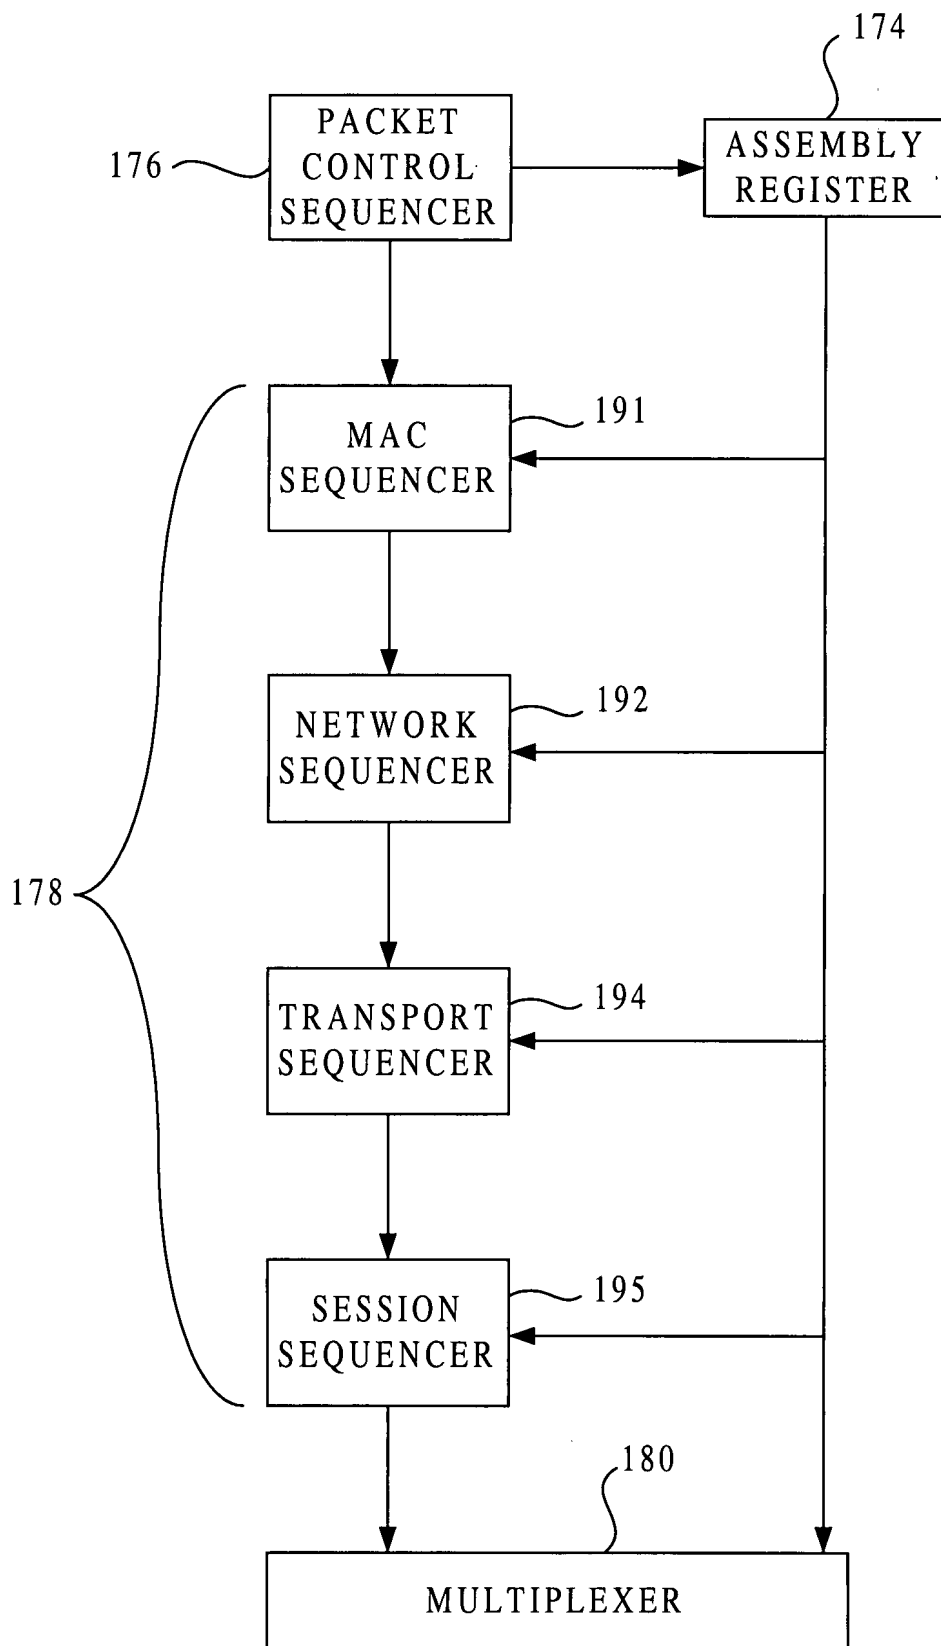 174
PACKET
CONTROL
SEQUENCER
176
ASSEMBLY
REGISTER
MAC
SEQUENCER
191
NETWORK
SEQUENCER
192
178
TRANSPORT
SEQUENCER
194
SESSION
SEQUENCER
195
180
MULTIPLEXER